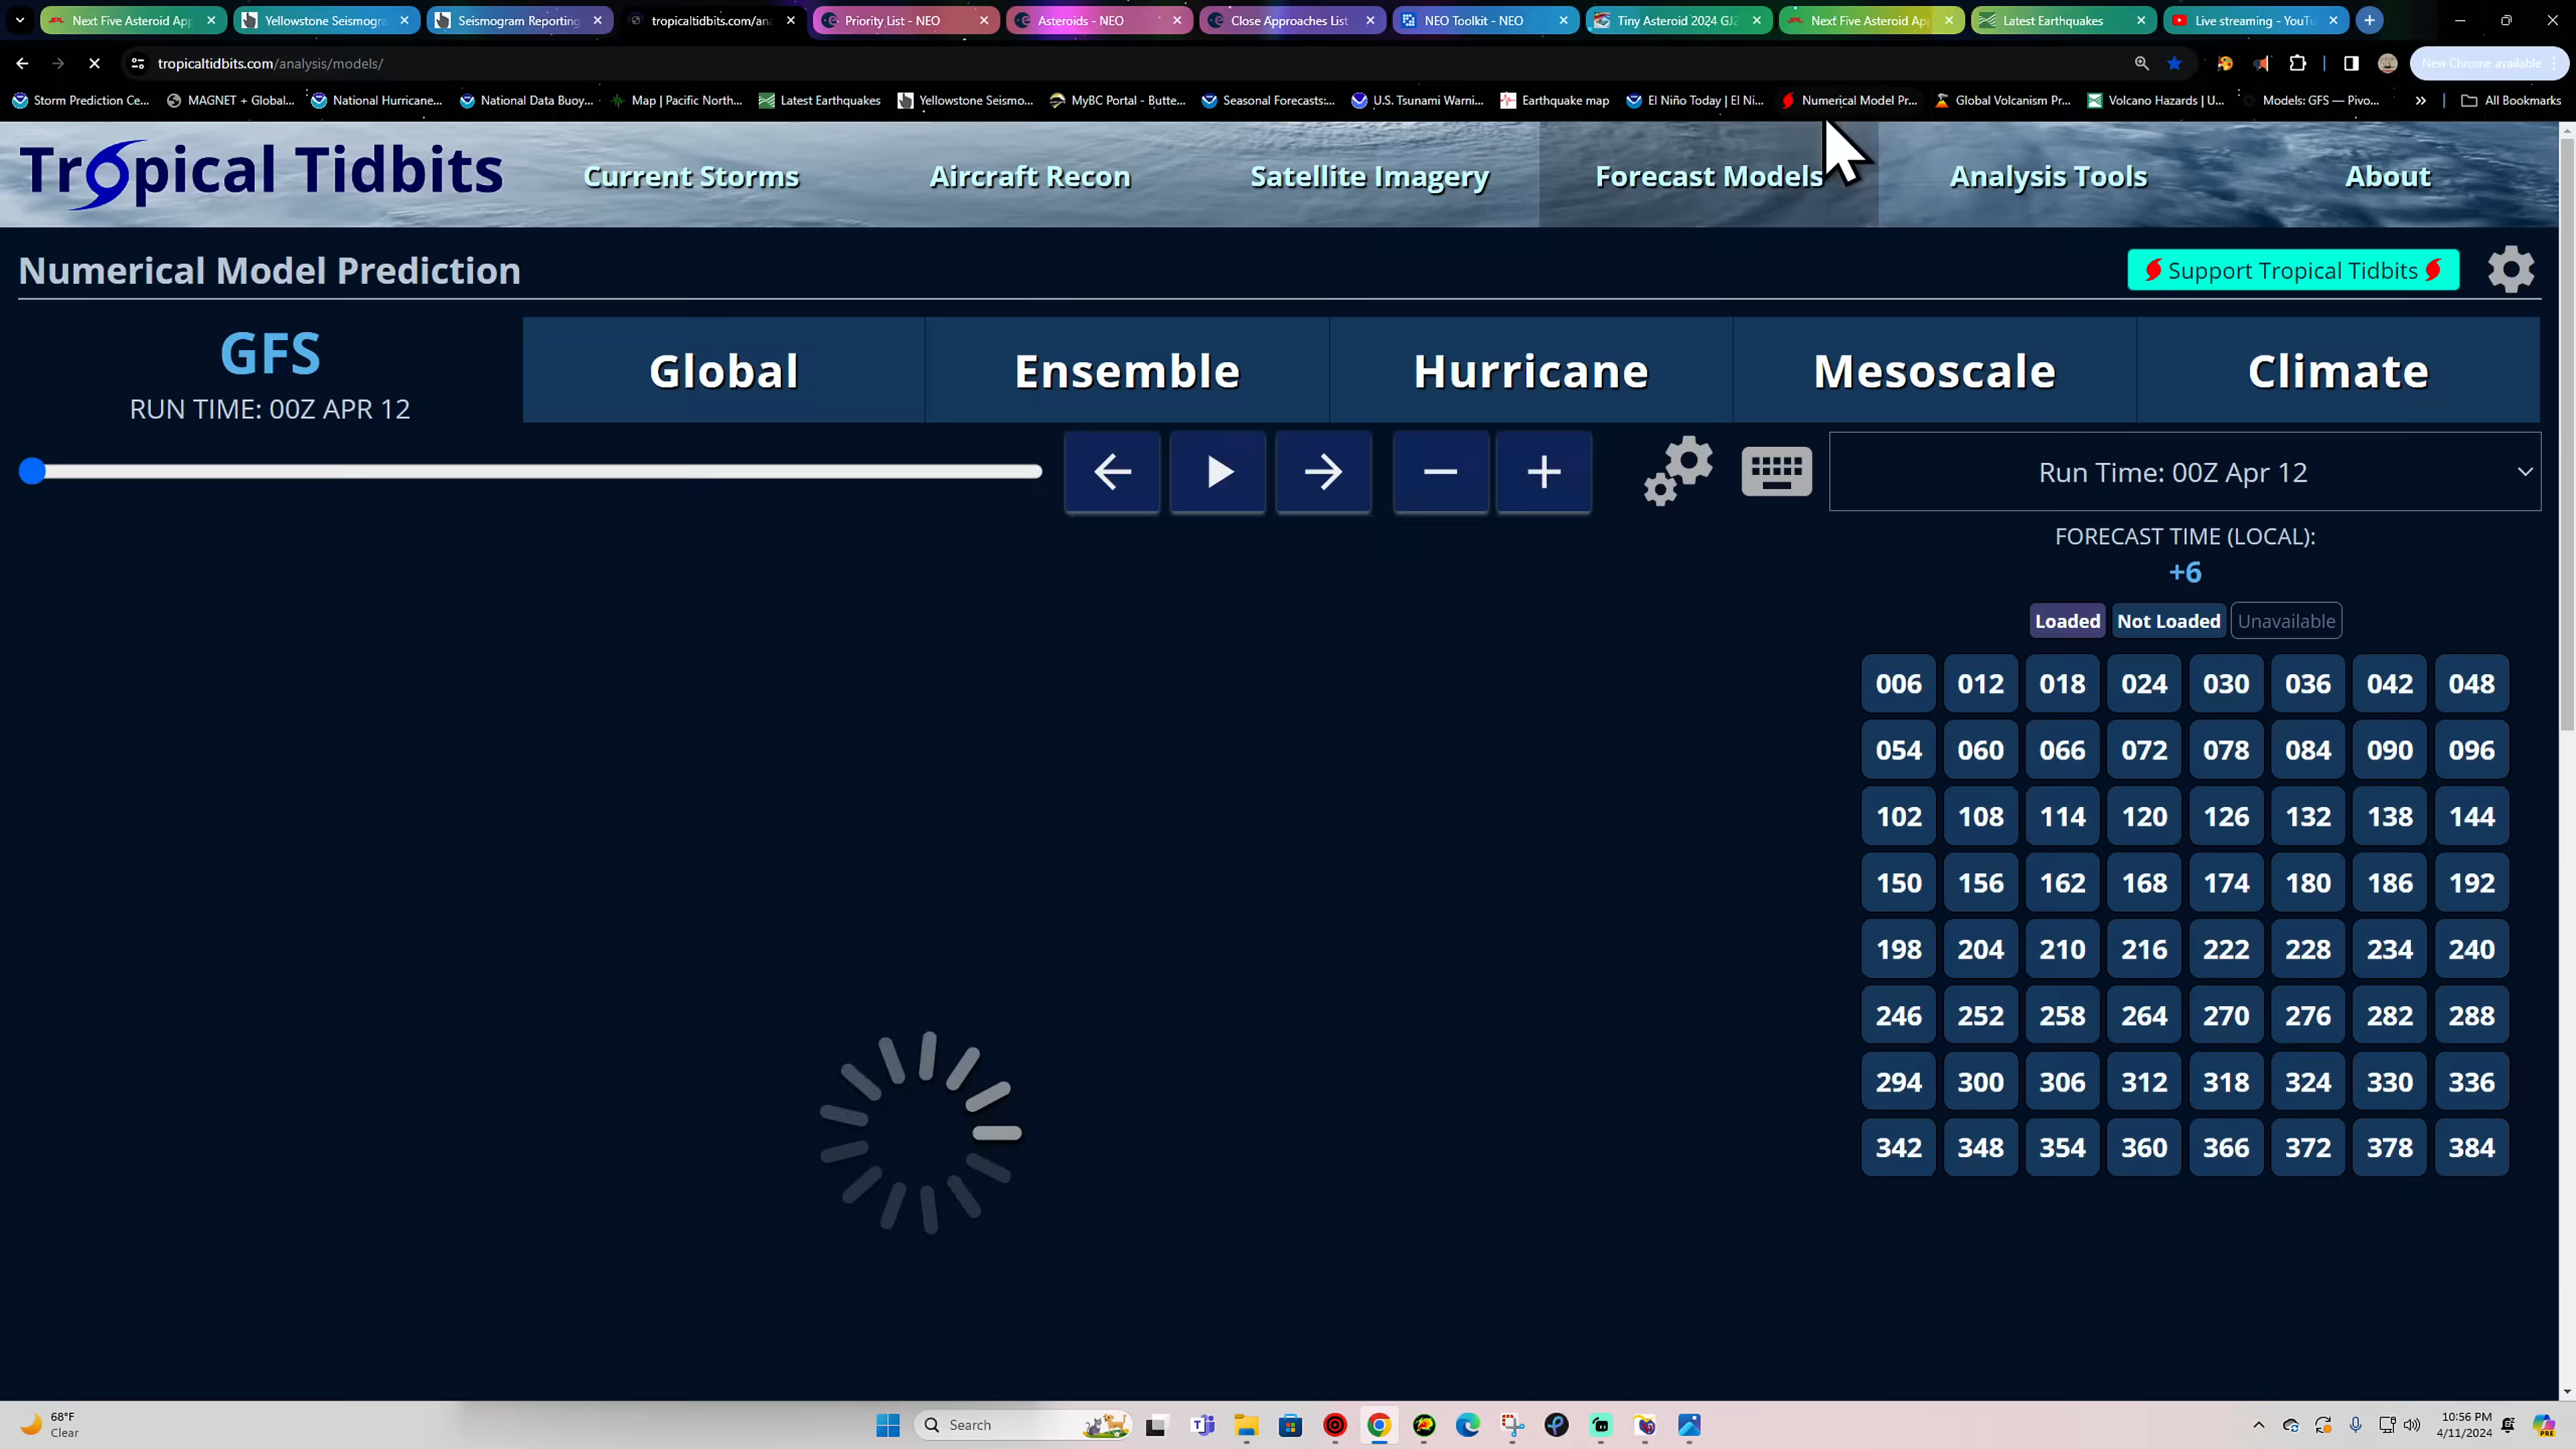 Next Five Asteroid App
Yellowstone Seismogra
Seismogram Reporting
tropicaltidbits.com/ana
Priority List - NEO
Asteroids - NEO
Close Approaches List
NEO Toolkit - NEO
Tiny Asteroid 2024 GJ2
Next Five Asteroid App
Latest Earthquakes
Live streaming - YouTu
tropicaltidbits.com/analysis/models/
New Chrome available
Storm Prediction Ce...
MAGNET + Global...
National Hurricane...
National Data Buoy...
Map | Pacific North...
Latest Earthquakes
Yellowstone Seismo...
MyBC Portal - Butte...
Seasonal Forecasts:...
U.S. Tsunami Warni...
Earthquake map
El Niño Today | El Ni...
Numerical Model Pr...
Global Volcanism Pr...
Volcano Hazards | U...
Models: GFS — Pivo...
All Bookmarks
Tropical Tidbits
Current Storms
Aircraft Recon
Satellite Imagery
Forecast Models
Analysis Tools
About
Numerical Model Prediction
Support Tropical Tidbits
GFS
RUN TIME: 00Z APR 12
Global
Ensemble
Hurricane
Mesoscale
Climate
Run Time: 00Z Apr 12
FORECAST TIME (LOCAL):
+6
Loaded Not Loaded Unavailable
006 012 018 024 030 036 042 048
054 060 066 072 078 084 090 096
102 108 114 120 126 132 138 144
150 156 162 168 174 180 186 192
198 204 210 216 222 228 234 240
246 252 258 264 270 276 282 288
294 300 306 312 318 324 330 336
342 348 354 360 366 372 378 384
68°F
Clear
Search
10:56 PM
4/11/2024
PRE